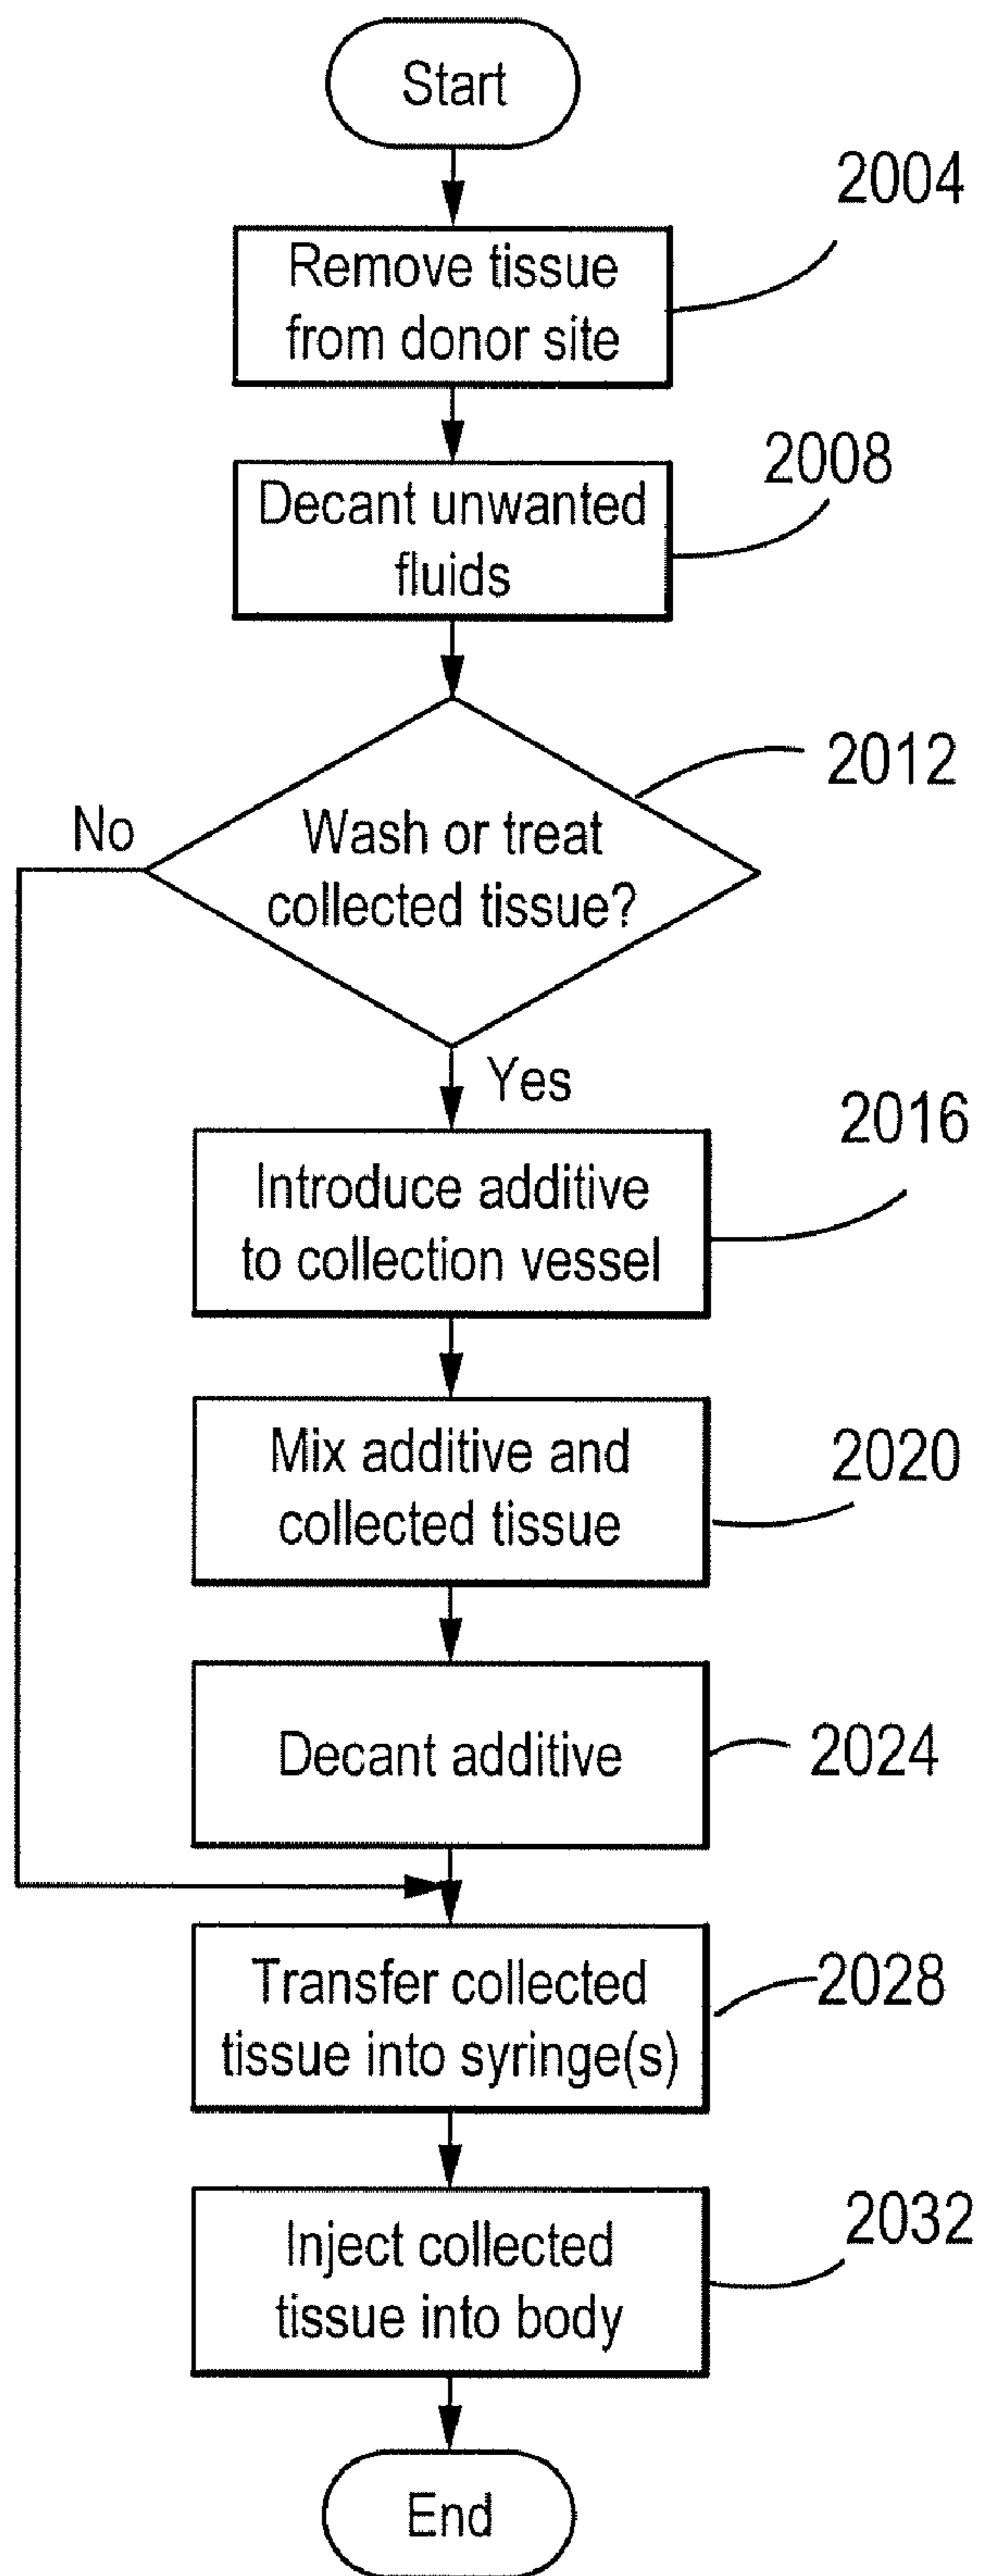 Start
2004
Remove tissue
from donor site
2008
Decant unwanted
fluids
2012
No
Wash or treat
collected tissue?
Yes
2016
Introduce additive
to collection vessel
Mix additive and
2020
collected tissue
Decant additive
2024
Transfer collected
2028
tissue into syringe(s)
2032
Inject collected
tissue into body
End